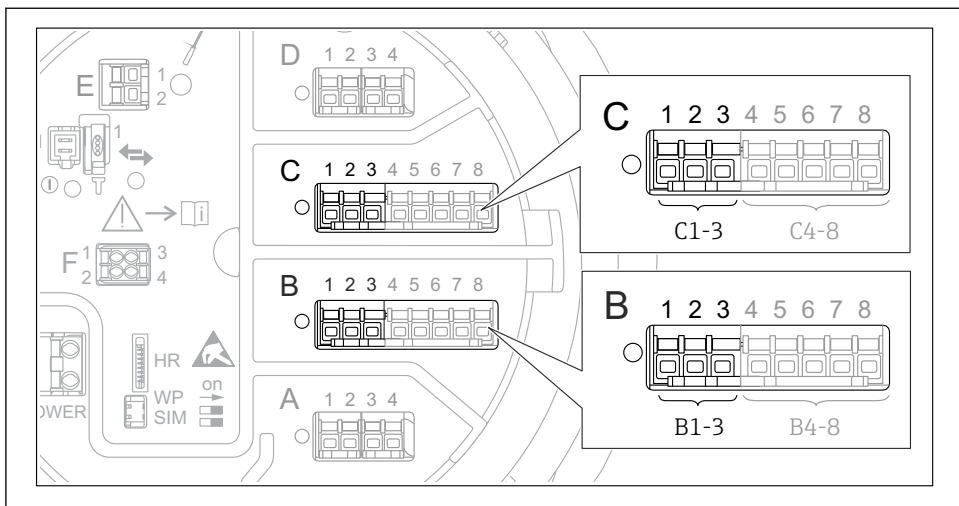 D 1 2 3 4
E 1
2
1
C 1 2 3 4 5 6 7 8
F 1 3
2 4
B 1 2 3 4 5 6 7 8
HR
WP on
SIM
OWER
A 1 2 3 4
C 1 2 3 4 5 6 7 8
C1-3 C4-8
B 1 2 3 4 5 6 7 8
B1-3 B4-8